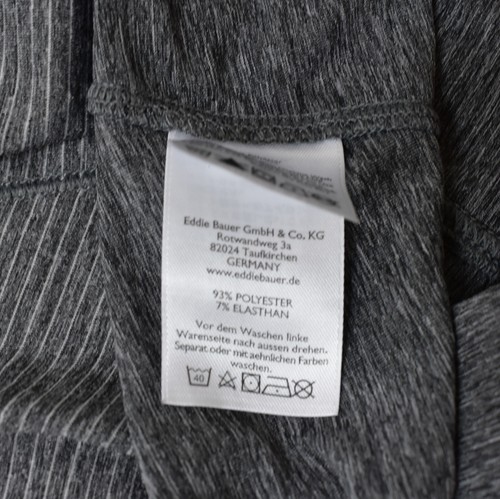 Eddie Bauer GmbH & Co. KG
Rotwandweg 3a
82024 Taufkirchen
GERMANY
www.eddiebauer.de
93% POLYESTER
7% ELASTHAN
Vor dem Waschen linke
Warenseite nach aussen drehen.
Separat oder mit aehnlichen Farben
waschen.
40